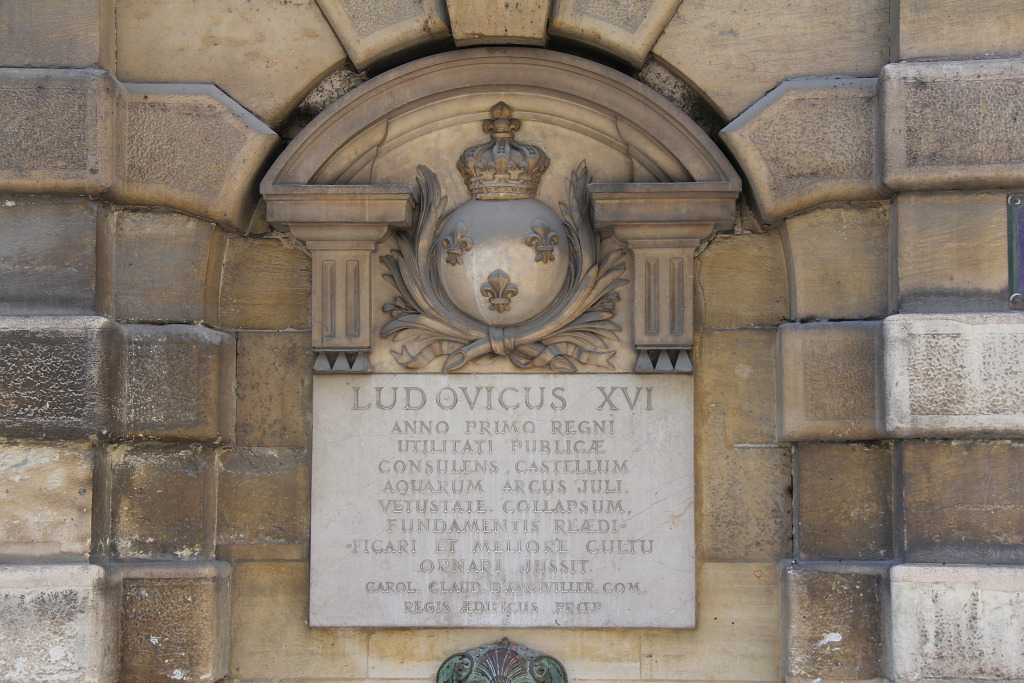 LUDOVICUS XVI
ANNO PRIMO REGNI
UTILITATI PUBLICÆ
CONSULENS, CASTELLUM
AQUARUM ARCUS JULI.
VETUSTATE COLLAPSUM,
FUNDAMENTIS RÆEDI-
-FICARI ET MELIORE CULTU
ORNARI JUSSIT.
CAROL. CLAUD. D'ANGIVILLER. COM.
REGIS ÆDIFICIIS PRÆP.